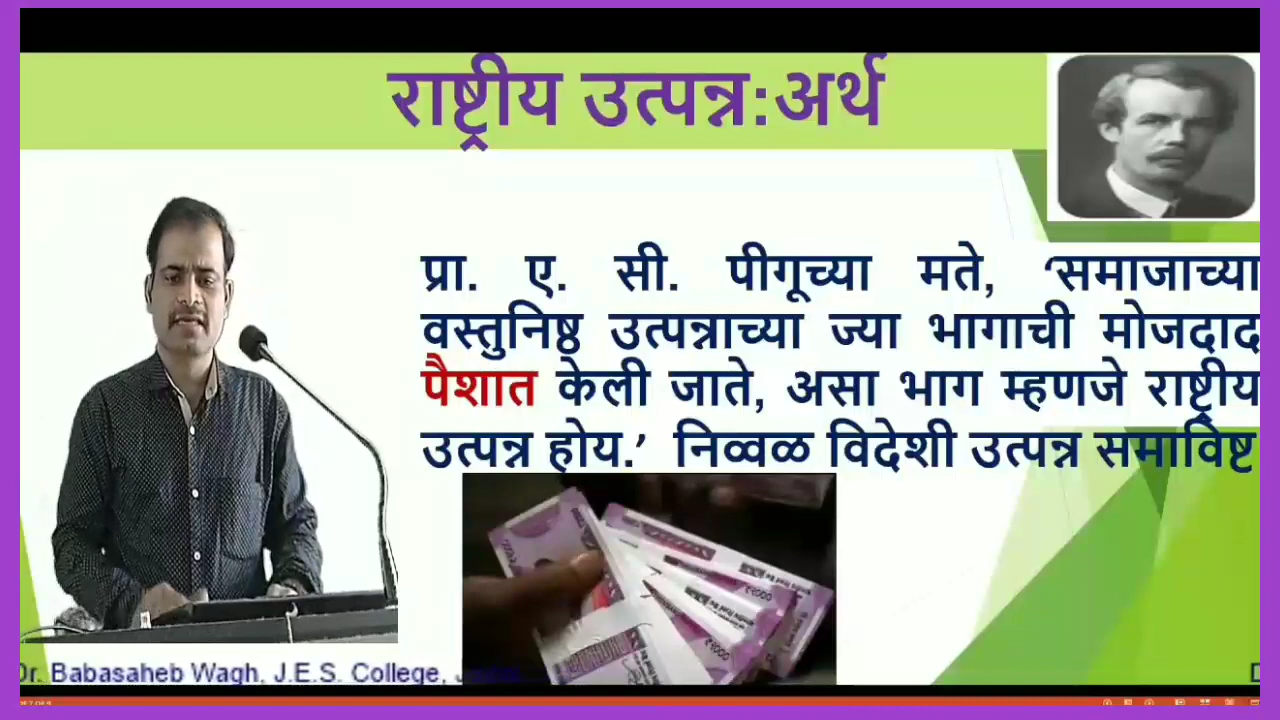 राष्ट्रीय उत्पन्न:अर्थ
प्रा. ए. सी. पीगूच्या मते, ‘समाजाच्या
वस्तुनिष्ठ उत्पन्नाच्या ज्या भागाची मोजदाद
पैशात केली जाते, असा भाग म्हणजे राष्ट्रीय
उत्पन्न होय.’ निव्वळ विदेशी उत्पन्न समाविष्ट
Dr. Babasaheb Wagh, J.E.S. College,